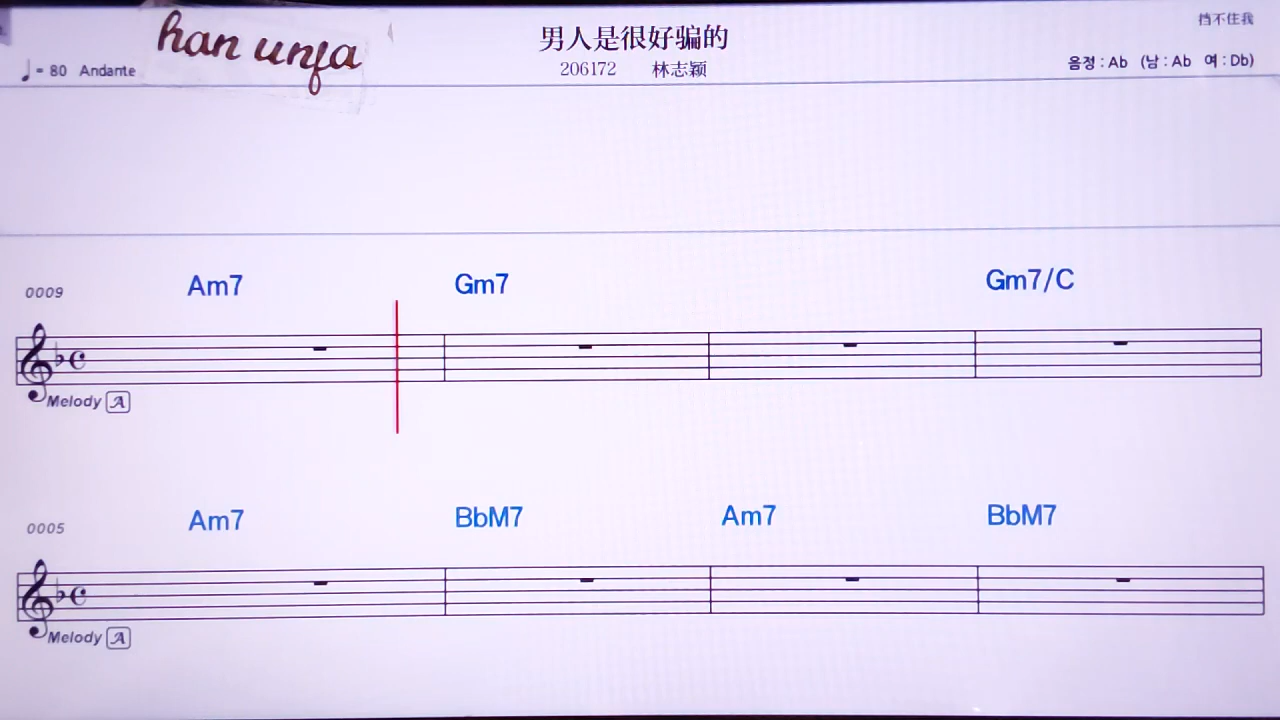 挡不住我
han unfa
男人是很好骗的
♩= 80 Andante
206172 林志颖
음정 : Ab (남 : Ab 여 : Db)
0009 Am7 Gm7 Gm7/C
Melody A
0005 Am7 BbM7 Am7 BbM7
Melody A